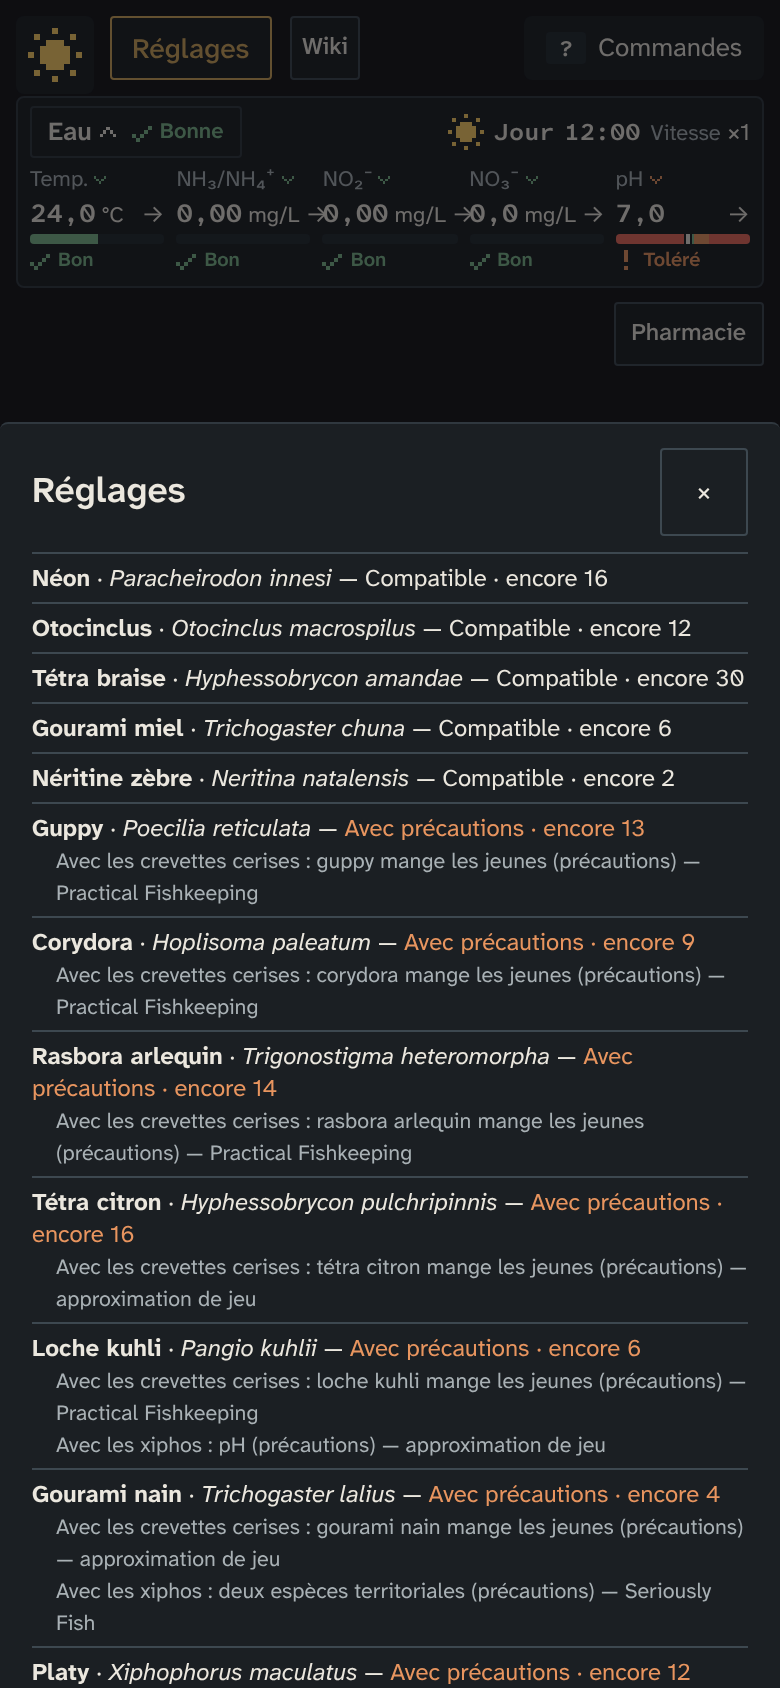 Réglages
Wiki
? Commandes
Eau Bonne
Jour 12:00 Vitesse ×1
Temp. NH₃/NH₄⁺ NO₂⁻ NO₃⁻ pH
24,0 °C → 0,00 mg/L → 0,00 mg/L → 0,0 mg/L → 7,0 →
Bon Bon Bon Bon ! Toléré
Pharmacie
Réglages
×
Néon · Paracheirodon innesi — Compatible · encore 16
Otocinclus · Otocinclus macrospilus — Compatible · encore 12
Tétra braise · Hyphessobrycon amandae — Compatible · encore 30
Gourami miel · Trichogaster chuna — Compatible · encore 6
Néritine zèbre · Neritina natalensis — Compatible · encore 2
Guppy · Poecilia reticulata — Avec précautions · encore 13
Avec les crevettes cerises : guppy mange les jeunes (précautions) —
Practical Fishkeeping
Corydora · Hoplisoma paleatum — Avec précautions · encore 9
Avec les crevettes cerises : corydora mange les jeunes (précautions) —
Practical Fishkeeping
Rasbora arlequin · Trigonostigma heteromorpha — Avec
précautions · encore 14
Avec les crevettes cerises : rasbora arlequin mange les jeunes
(précautions) — Practical Fishkeeping
Tétra citron · Hyphessobrycon pulchripinnis — Avec précautions ·
encore 16
Avec les crevettes cerises : tétra citron mange les jeunes (précautions) —
approximation de jeu
Loche kuhli · Pangio kuhlii — Avec précautions · encore 6
Avec les crevettes cerises : loche kuhli mange les jeunes (précautions) —
Practical Fishkeeping
Avec les xiphos : pH (précautions) — approximation de jeu
Gourami nain · Trichogaster lalius — Avec précautions · encore 4
Avec les crevettes cerises : gourami nain mange les jeunes (précautions)
— approximation de jeu
Avec les xiphos : deux espèces territoriales (précautions) — Seriously
Fish
Platy · Xiphophorus maculatus — Avec précautions · encore 12